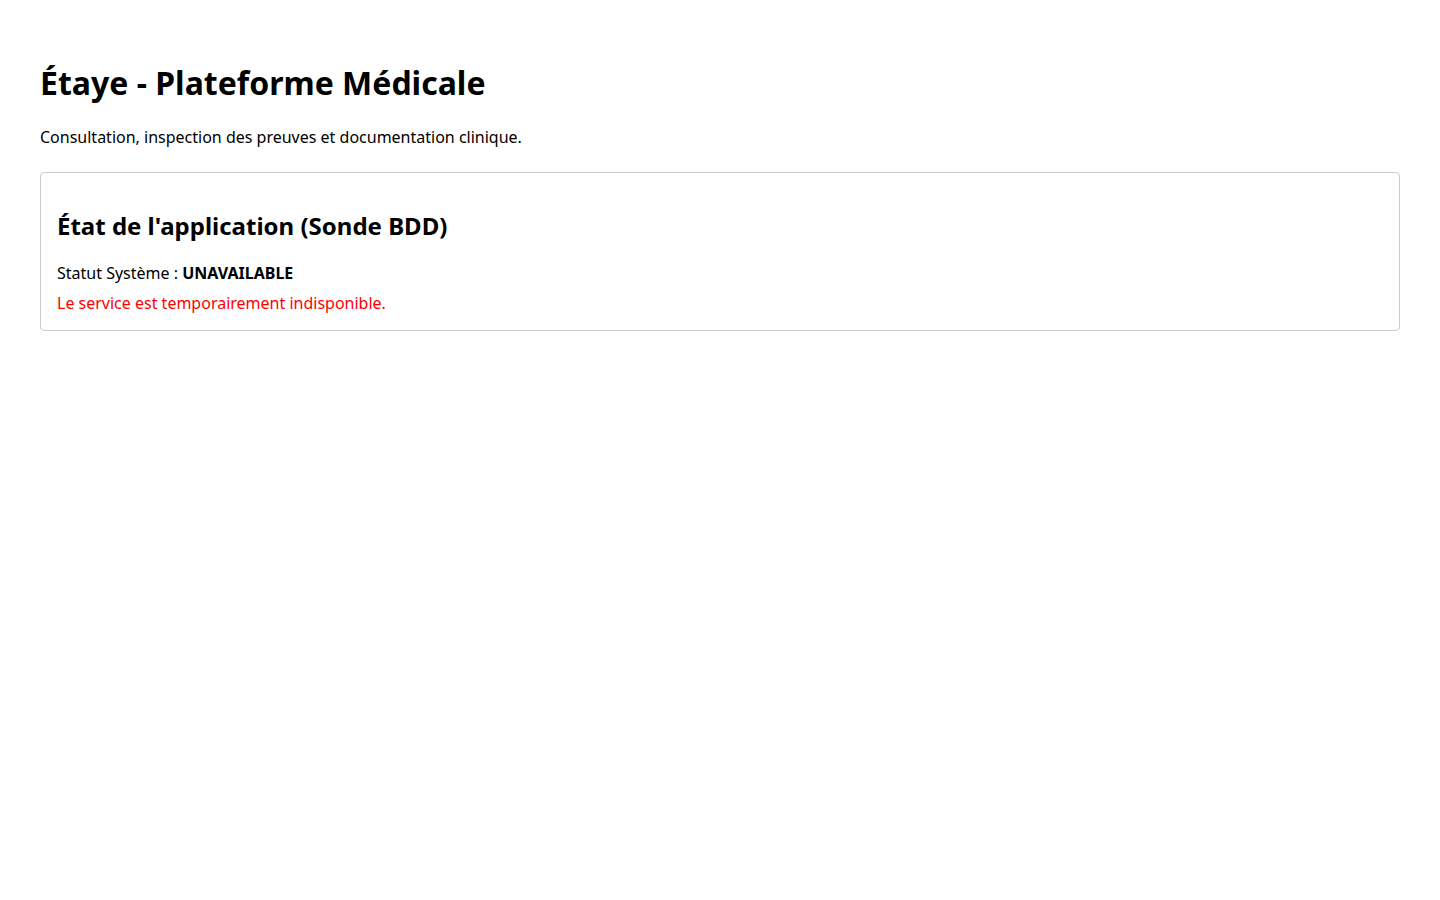 Étaye - Plateforme Médicale
Consultation, inspection des preuves et documentation clinique.
État de l'application (Sonde BDD)
Statut Système : UNAVAILABLE
Le service est temporairement indisponible.